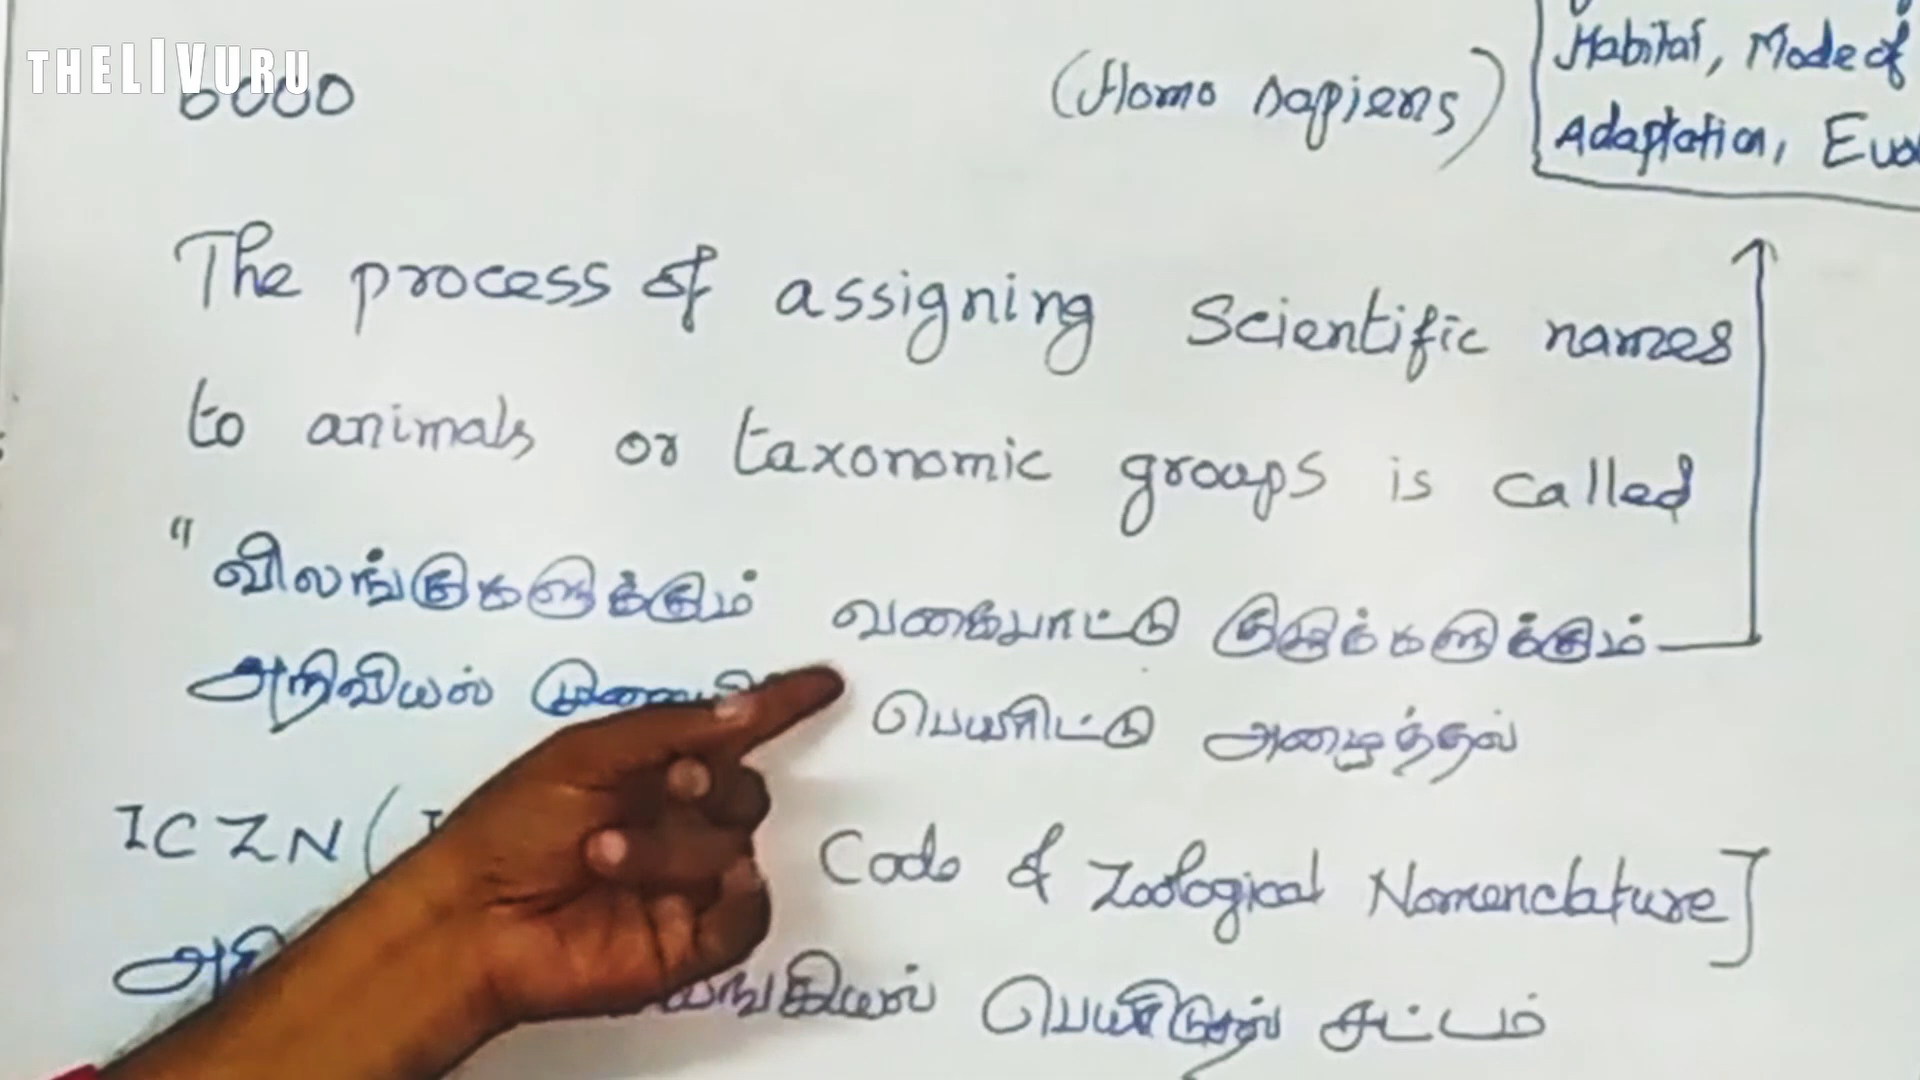 THELIVURU
6000
(Homo sapiens)
Habitat, Mode of
Adaptation,
The process of assigning Scientific names
to animals or taxonomic groups is called
"விலங்குகளுக்கும் வகைபாட்டு குழுக்களுக்கும்
அறிவியல் பெயரிட்டு அழைத்தல்
ICZN ( Code of Zoological Nomenclature]
பெயரிடுதல் சட்டம்